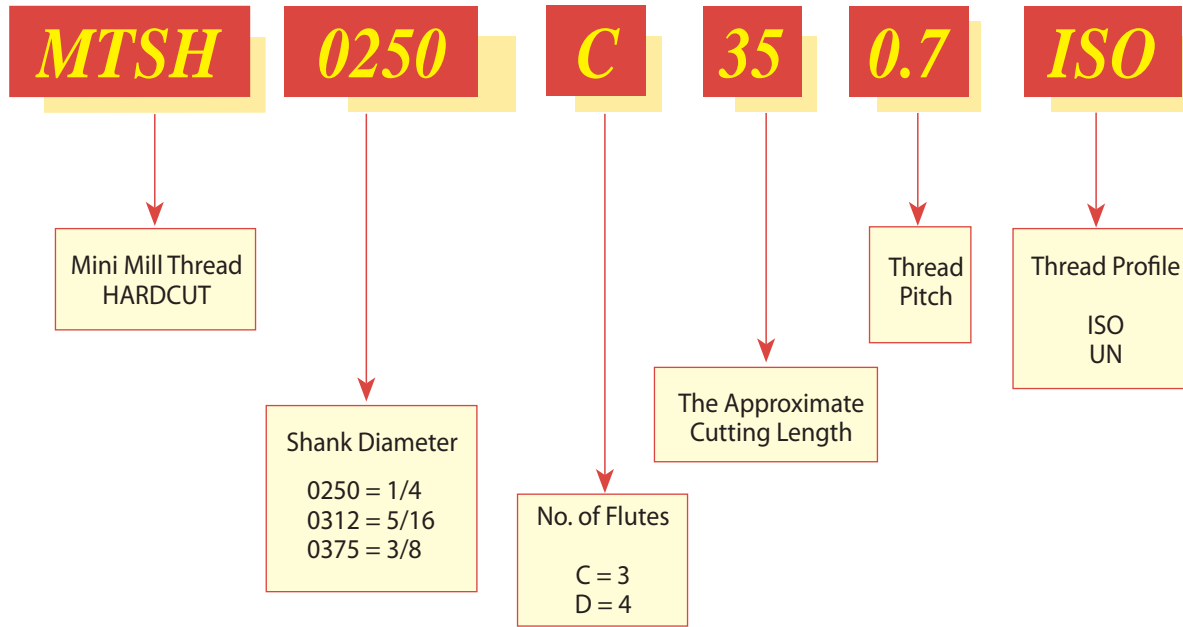 MTSH 0250 C 35 0.7 ISO
Mini Mill Thread
HARDCUT
Shank Diameter
0250 = 1/4
0312 = 5/16
0375 = 3/8
No. of Flutes
C = 3
D = 4
The Approximate
Cutting Length
Thread
Pitch
Thread Profile
ISO
UN